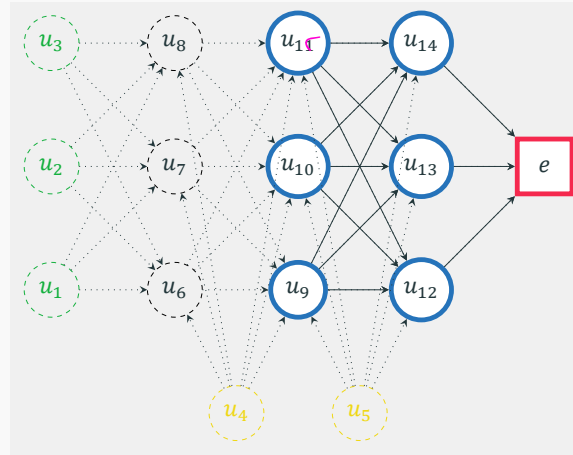 u₃ u₈ u₁₁ u₁₄
u₂ u₇ u₁₀ u₁₃ e
u₁ u₆ u₉ u₁₂
u₄ u₅